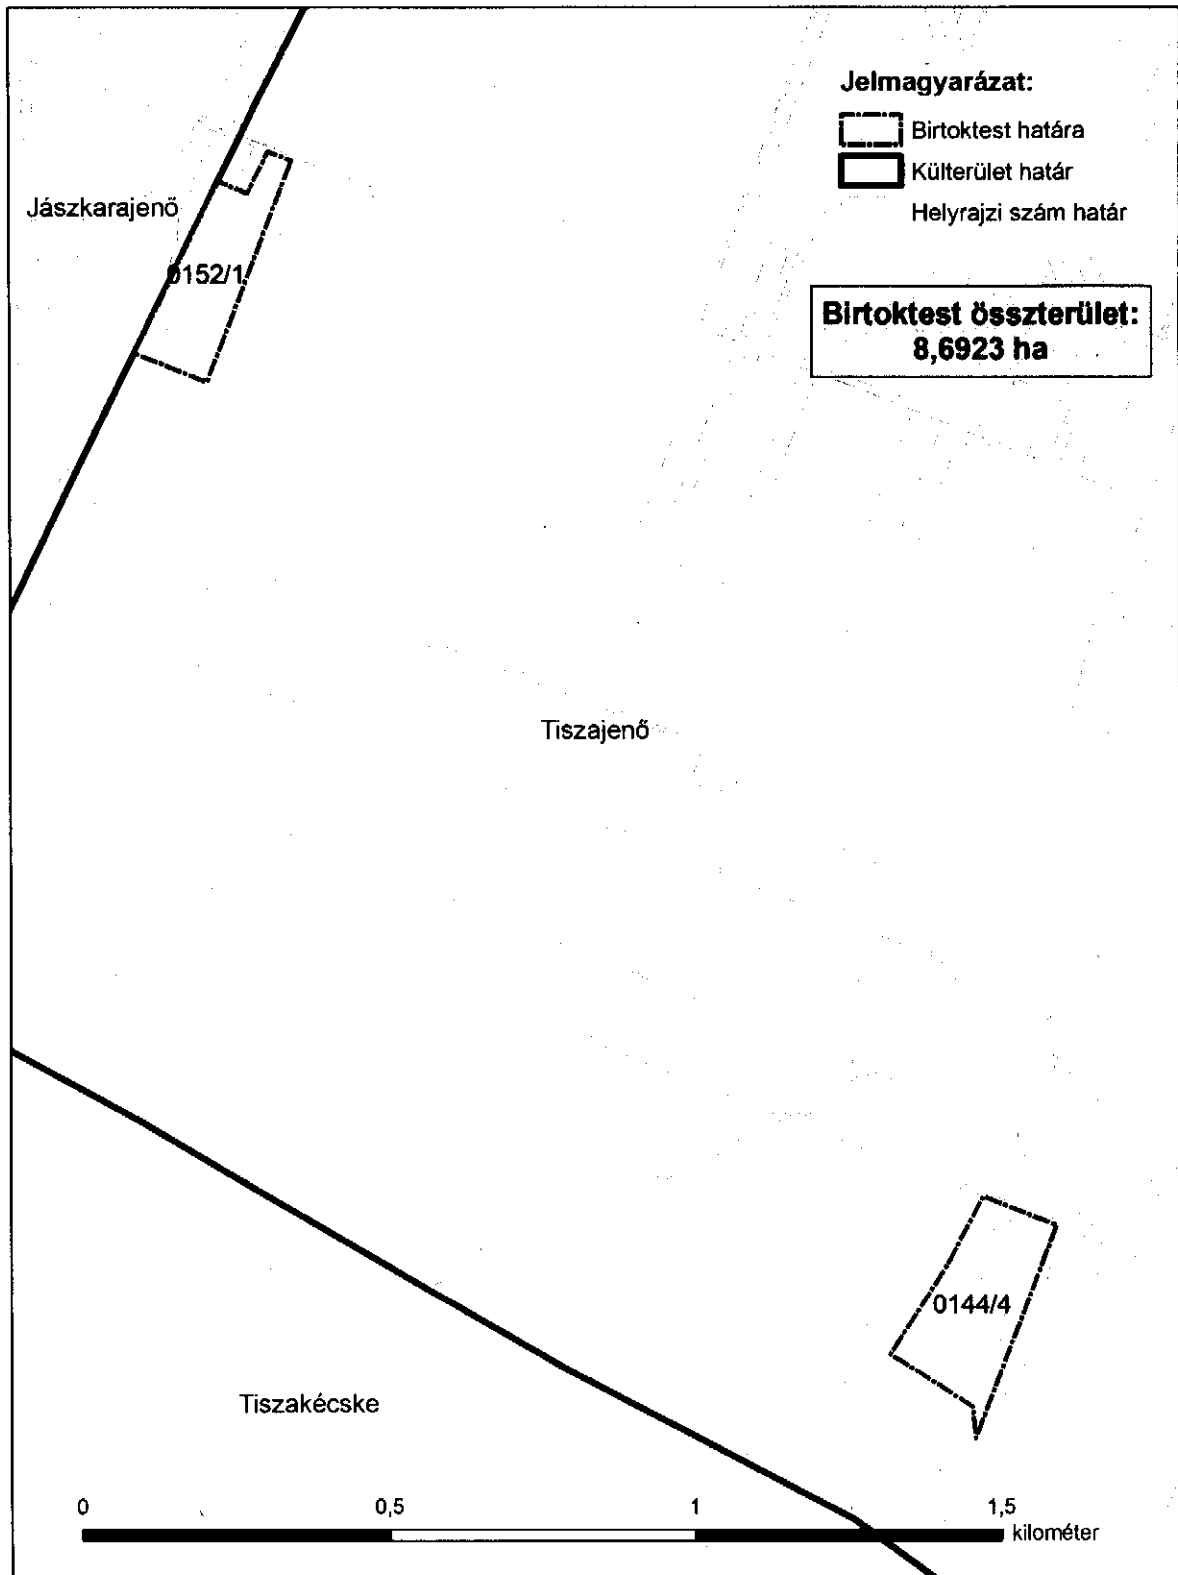 Jelmagyarázat:
Birtoktest határa
Külterület határ
Helyrajzi szám határ
Jászkarajenő
0152/1
Birtoktest összterület:
8,6923 ha
Tiszajenő
0144/4
Tiszakécske
0 0,5 1 1,5
kilométer